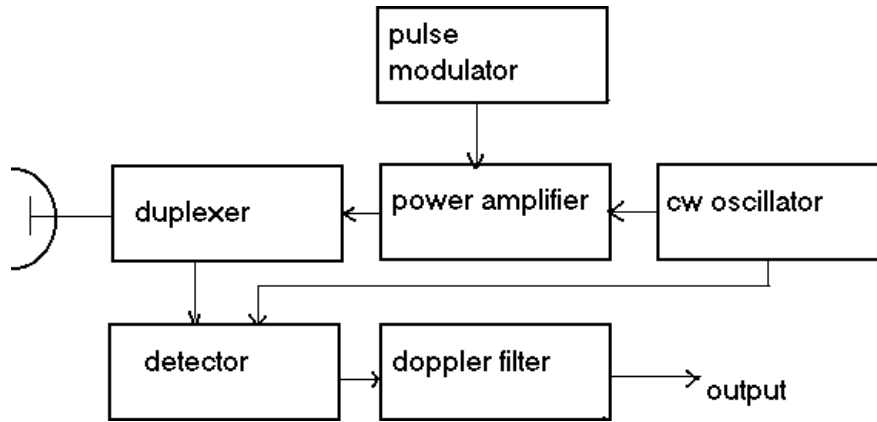 pulse
modulator
duplexer
power amplifier
cw oscillator
detector
doppler filter
output